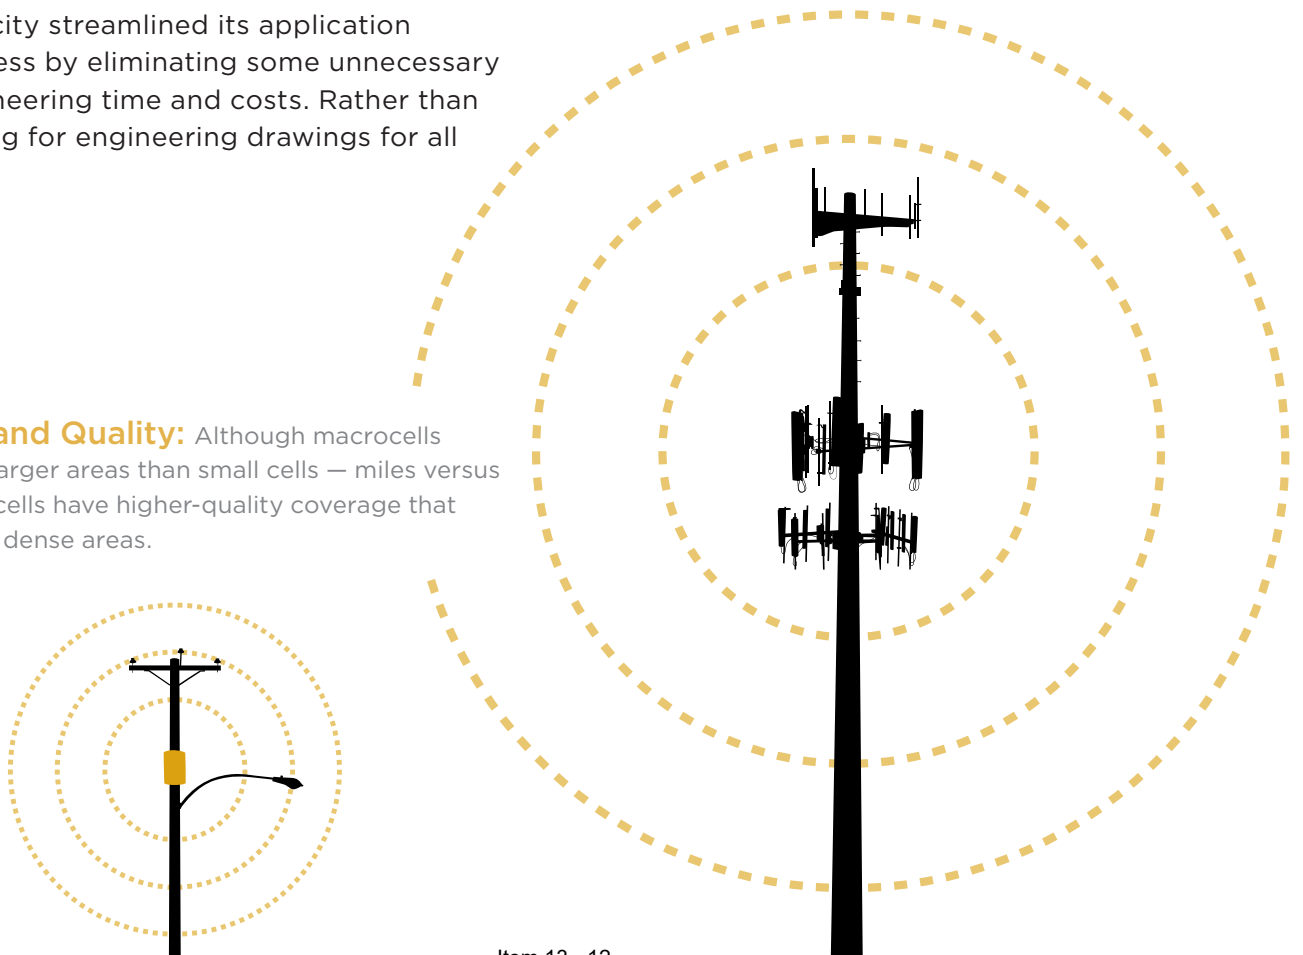 city streamlined its application
ess by eliminating some unnecessary
neering time and costs. Rather than
g for engineering drawings for all
and Quality: Although macrocells
arger areas than small cells — miles versus
cells have higher-quality coverage that
dense areas.